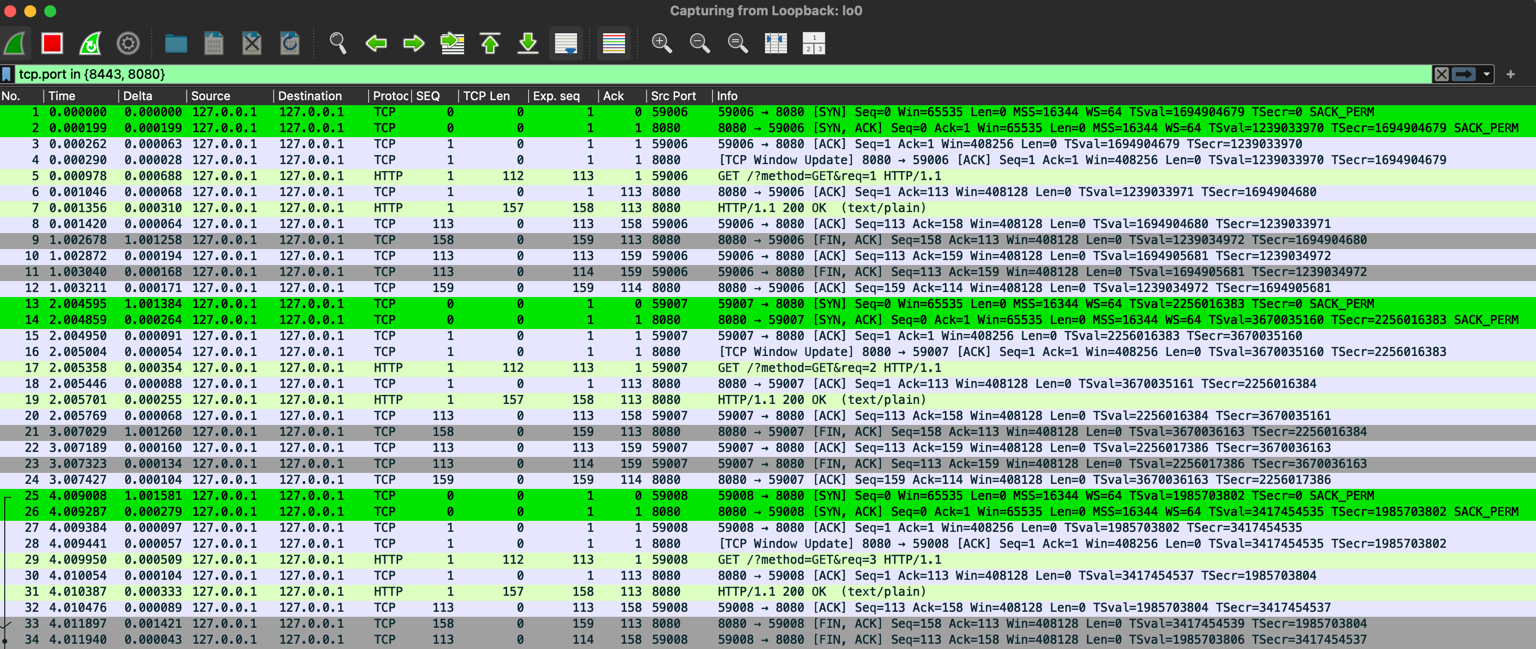 Capturing from Loopback: lo0
1
2 3
tcp.port in {8443, 8080}
No. Time Delta Source Destination Protoc SEQ TCP Len Exp. seq Ack Src Port Info
1 0.000000 0.000000 127.0.0.1 127.0.0.1 TCP 0 0 1 0 59006 59006 → 8080 [SYN] Seq=0 Win=65535 Len=0 MSS=16344 WS=64 TSval=1694904679 TSecr=0 SACK_PERM
2 0.000199 0.000199 127.0.0.1 127.0.0.1 TCP 0 0 1 1 8080 8080 → 59006 [SYN, ACK] Seq=0 Ack=1 Win=65535 Len=0 MSS=16344 WS=64 TSval=1239033970 TSecr=1694904679 SACK_PERM
3 0.000262 0.000063 127.0.0.1 127.0.0.1 TCP 1 0 1 1 59006 59006 → 8080 [ACK] Seq=1 Ack=1 Win=408256 Len=0 TSval=1694904679 TSecr=1239033970
4 0.000290 0.000028 127.0.0.1 127.0.0.1 TCP 1 0 1 1 8080 [TCP Window Update] 8080 → 59006 [ACK] Seq=1 Ack=1 Win=408256 Len=0 TSval=1239033970 TSecr=1694904679
5 0.000978 0.000688 127.0.0.1 127.0.0.1 HTTP 1 112 113 1 59006 GET /?method=GET&req=1 HTTP/1.1
6 0.001046 0.000068 127.0.0.1 127.0.0.1 TCP 1 0 1 113 8080 8080 → 59006 [ACK] Seq=1 Ack=113 Win=408128 Len=0 TSval=1239033971 TSecr=1694904680
7 0.001356 0.000310 127.0.0.1 127.0.0.1 HTTP 1 157 158 113 8080 HTTP/1.1 200 OK (text/plain)
8 0.001420 0.000064 127.0.0.1 127.0.0.1 TCP 113 0 113 158 59006 59006 → 8080 [ACK] Seq=113 Ack=158 Win=408128 Len=0 TSval=1694904680 TSecr=1239033971
9 1.002678 1.001258 127.0.0.1 127.0.0.1 TCP 158 0 159 113 8080 8080 → 59006 [FIN, ACK] Seq=158 Ack=113 Win=408128 Len=0 TSval=1239034972 TSecr=1694904680
10 1.002872 0.000194 127.0.0.1 127.0.0.1 TCP 113 0 113 159 59006 59006 → 8080 [ACK] Seq=113 Ack=159 Win=408128 Len=0 TSval=1694905681 TSecr=1239034972
11 1.003040 0.000168 127.0.0.1 127.0.0.1 TCP 113 0 114 159 59006 59006 → 8080 [FIN, ACK] Seq=113 Ack=159 Win=408128 Len=0 TSval=1694905681 TSecr=1239034972
12 1.003211 0.000171 127.0.0.1 127.0.0.1 TCP 159 0 159 114 8080 8080 → 59006 [ACK] Seq=159 Ack=114 Win=408128 Len=0 TSval=1239034972 TSecr=1694905681
13 2.004595 1.001384 127.0.0.1 127.0.0.1 TCP 0 0 1 0 59007 59007 → 8080 [SYN] Seq=0 Win=65535 Len=0 MSS=16344 WS=64 TSval=2256016383 TSecr=0 SACK_PERM
14 2.004859 0.000264 127.0.0.1 127.0.0.1 TCP 0 0 1 1 8080 8080 → 59007 [SYN, ACK] Seq=0 Ack=1 Win=65535 Len=0 MSS=16344 WS=64 TSval=3670035160 TSecr=2256016383 SACK_PERM
15 2.004950 0.000091 127.0.0.1 127.0.0.1 TCP 1 0 1 1 59007 59007 → 8080 [ACK] Seq=1 Ack=1 Win=408256 Len=0 TSval=2256016383 TSecr=3670035160
16 2.005004 0.000054 127.0.0.1 127.0.0.1 TCP 1 0 1 1 8080 [TCP Window Update] 8080 → 59007 [ACK] Seq=1 Ack=1 Win=408256 Len=0 TSval=3670035160 TSecr=2256016383
17 2.005358 0.000354 127.0.0.1 127.0.0.1 HTTP 1 112 113 1 59007 GET /?method=GET&req=2 HTTP/1.1
18 2.005446 0.000088 127.0.0.1 127.0.0.1 TCP 1 0 1 113 8080 8080 → 59007 [ACK] Seq=1 Ack=113 Win=408128 Len=0 TSval=3670035161 TSecr=2256016384
19 2.005701 0.000255 127.0.0.1 127.0.0.1 HTTP 1 157 158 113 8080 HTTP/1.1 200 OK (text/plain)
20 2.005769 0.000068 127.0.0.1 127.0.0.1 TCP 113 0 113 158 59007 59007 → 8080 [ACK] Seq=113 Ack=158 Win=408128 Len=0 TSval=2256016384 TSecr=3670035161
21 3.007029 1.001260 127.0.0.1 127.0.0.1 TCP 158 0 159 113 8080 8080 → 59007 [FIN, ACK] Seq=158 Ack=113 Win=408128 Len=0 TSval=3670036163 TSecr=2256016384
22 3.007189 0.000160 127.0.0.1 127.0.0.1 TCP 113 0 113 159 59007 59007 → 8080 [ACK] Seq=113 Ack=159 Win=408128 Len=0 TSval=2256017386 TSecr=3670036163
23 3.007323 0.000134 127.0.0.1 127.0.0.1 TCP 113 0 114 159 59007 59007 → 8080 [FIN, ACK] Seq=113 Ack=159 Win=408128 Len=0 TSval=2256017386 TSecr=3670036163
24 3.007427 0.000104 127.0.0.1 127.0.0.1 TCP 159 0 159 114 8080 8080 → 59007 [ACK] Seq=159 Ack=114 Win=408128 Len=0 TSval=3670036163 TSecr=2256017386
25 4.009008 1.001581 127.0.0.1 127.0.0.1 TCP 0 0 1 0 59008 59008 → 8080 [SYN] Seq=0 Win=65535 Len=0 MSS=16344 WS=64 TSval=1985703802 TSecr=0 SACK_PERM
26 4.009287 0.000279 127.0.0.1 127.0.0.1 TCP 0 0 1 1 8080 8080 → 59008 [SYN, ACK] Seq=0 Ack=1 Win=65535 Len=0 MSS=16344 WS=64 TSval=3417454535 TSecr=1985703802 SACK_PERM
27 4.009384 0.000097 127.0.0.1 127.0.0.1 TCP 1 0 1 1 59008 59008 → 8080 [ACK] Seq=1 Ack=1 Win=408256 Len=0 TSval=1985703802 TSecr=3417454535
28 4.009441 0.000057 127.0.0.1 127.0.0.1 TCP 1 0 1 1 8080 [TCP Window Update] 8080 → 59008 [ACK] Seq=1 Ack=1 Win=408256 Len=0 TSval=3417454535 TSecr=1985703802
29 4.009950 0.000509 127.0.0.1 127.0.0.1 HTTP 1 112 113 1 59008 GET /?method=GET&req=3 HTTP/1.1
30 4.010054 0.000104 127.0.0.1 127.0.0.1 TCP 1 0 1 113 8080 8080 → 59008 [ACK] Seq=1 Ack=113 Win=408128 Len=0 TSval=3417454537 TSecr=1985703804
31 4.010387 0.000333 127.0.0.1 127.0.0.1 HTTP 1 157 158 113 8080 HTTP/1.1 200 OK (text/plain)
32 4.010476 0.000089 127.0.0.1 127.0.0.1 TCP 113 0 113 158 59008 59008 → 8080 [ACK] Seq=113 Ack=158 Win=408128 Len=0 TSval=1985703804 TSecr=3417454537
33 4.011897 0.001421 127.0.0.1 127.0.0.1 TCP 158 0 159 113 8080 8080 → 59008 [FIN, ACK] Seq=158 Ack=113 Win=408128 Len=0 TSval=3417454539 TSecr=1985703804
34 4.011940 0.000043 127.0.0.1 127.0.0.1 TCP 113 0 114 158 59008 59008 → 8080 [FIN, ACK] Seq=113 Ack=158 Win=408128 Len=0 TSval=1985703806 TSecr=3417454537